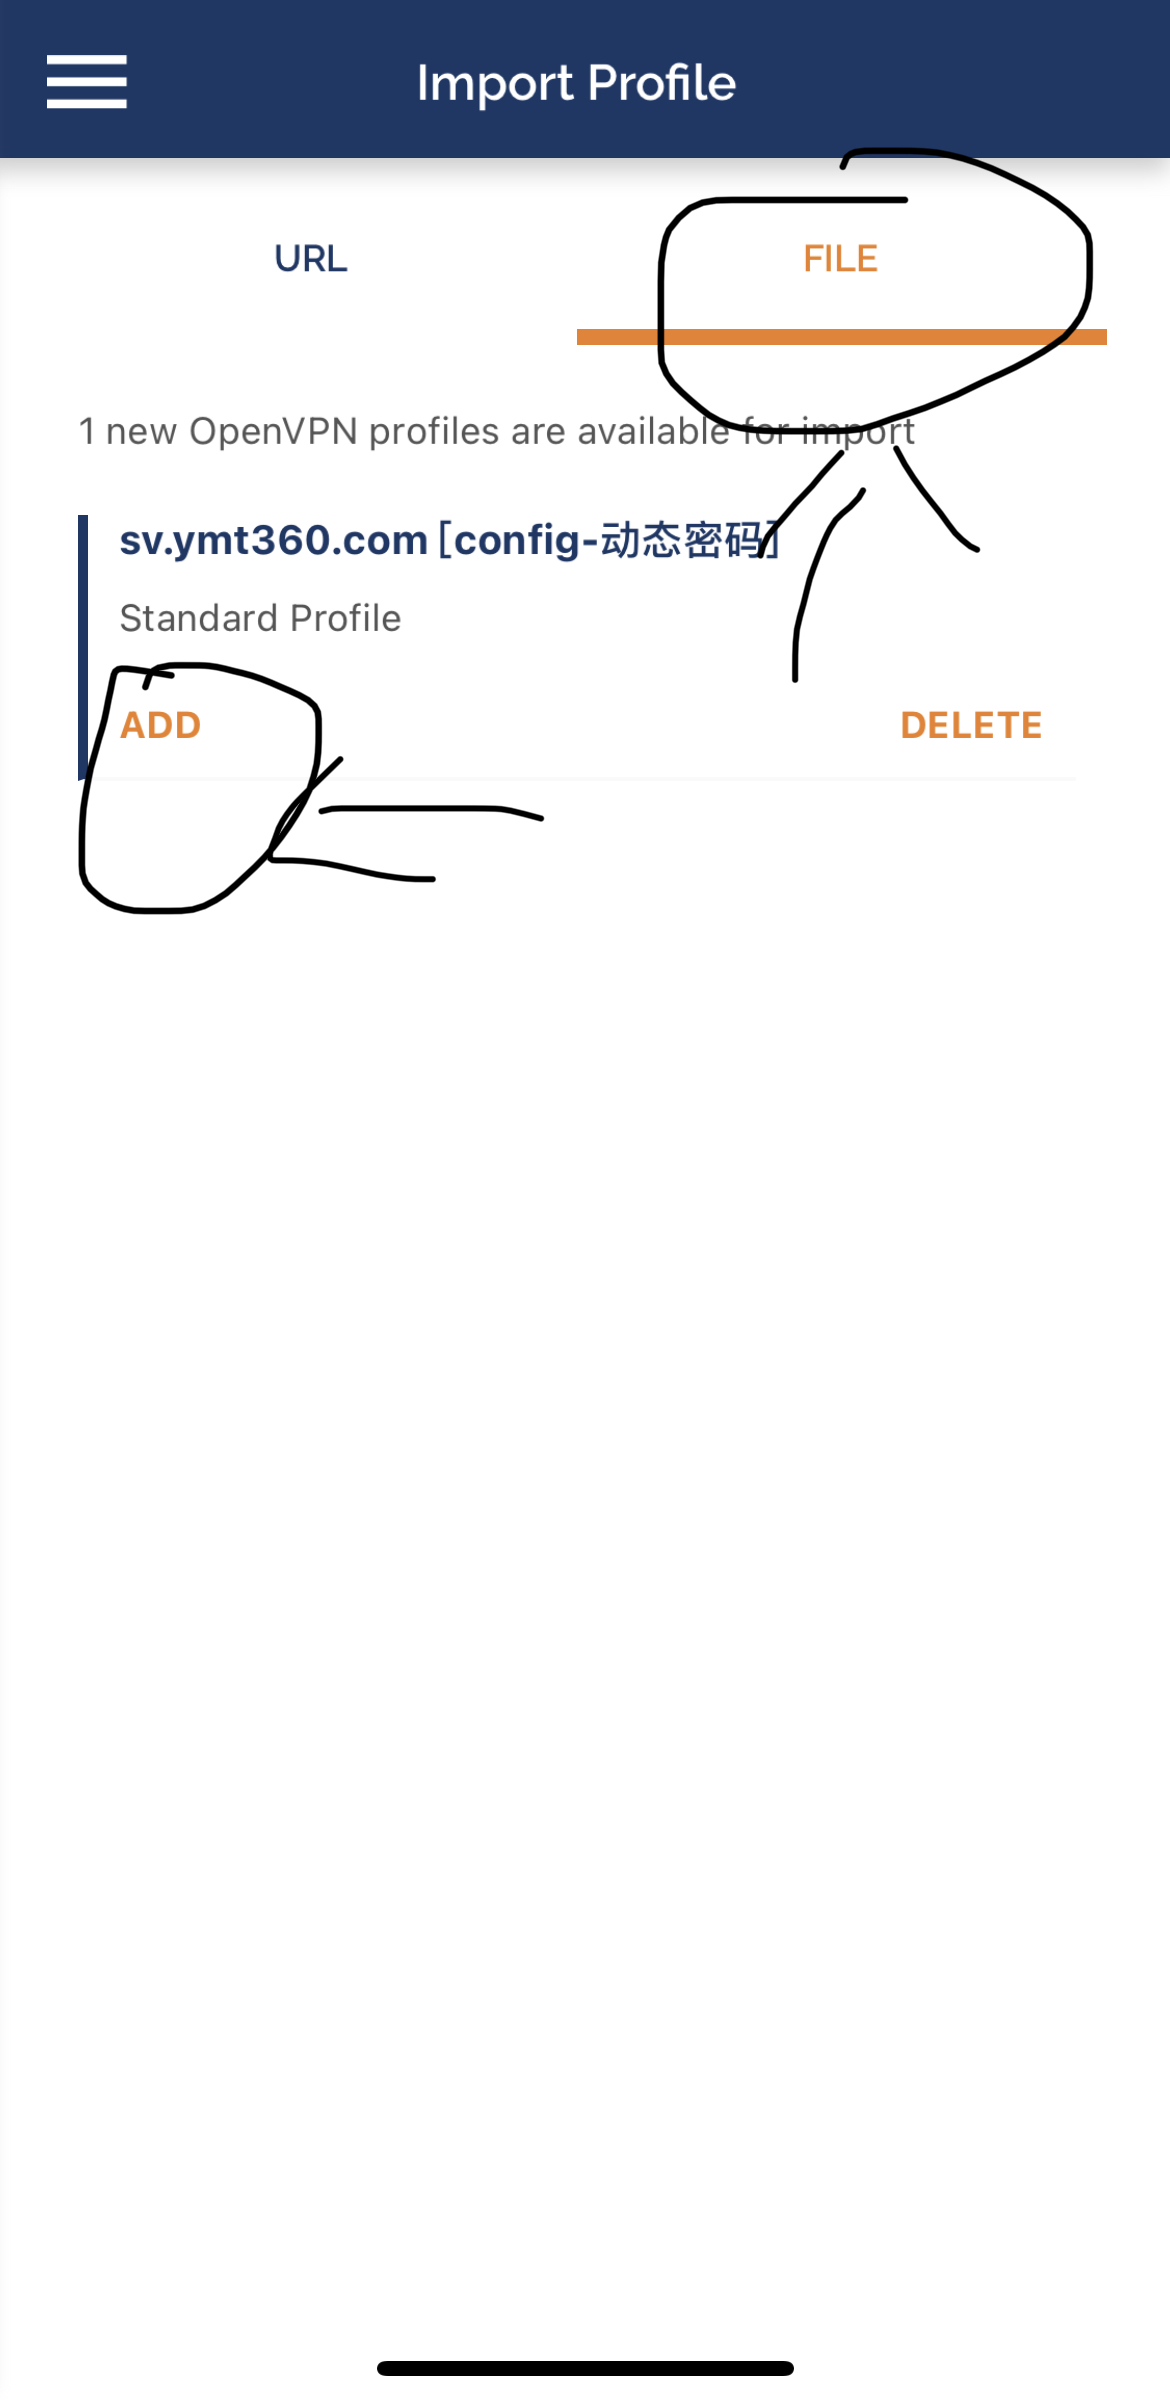 Import Profile
URL
FILE
1 new OpenVPN profiles are available for import
sv.ymt360.com [config-动态密码]
Standard Profile
ADD
DELETE